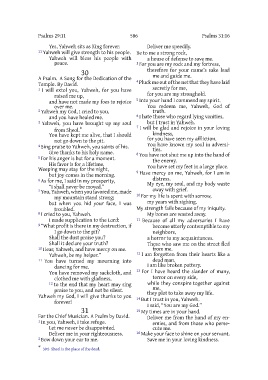 Psalms 29:11
586
Psalms 31:16
Yes, Yahweh sits as King forever.
11 Yahweh will give strength to his people.
Yahweh will bless his people with
peace.
30
A Psalm. A Song for the Dedication of the
Temple. By David.
1 I will extol you, Yahweh, for you have
raised me up,
and have not made my foes to rejoice
over me.
2 Yahweh my God, I cried to you,
and you have healed me.
3 Yahweh, you have brought up my soul
from Sheol.*
You have kept me alive, that I should
not go down to the pit.
4 Sing praise to Yahweh, you saints of his.
Give thanks to his holy name.
5 For his anger is but for a moment.
His favor is for a lifetime.
Weeping may stay for the night,
but joy comes in the morning.
6 As for me, I said in my prosperity,
"I shall never be moved."
7 You, Yahweh, when you favored me, made
my mountain stand strong;
but when you hid your face, I was
troubled.
8 I cried to you, Yahweh.
I made supplication to the Lord:
9 "What profit is there in my destruction, if
I go down to the pit?
Shall the dust praise you?
Shall it declare your truth?
10 Hear, Yahweh, and have mercy on me.
Yahweh, be my helper."
11 You have turned my mourning into
dancing for me.
You have removed my sackcloth, and
clothed me with gladness,
12 to the end that my heart may sing
praise to you, and not be silent.
Yahweh my God, I will give thanks to you
forever!
31
For the Chief Musician. A Psalm by David.
1 In you, Yahweh, I take refuge.
Let me never be disappointed.
Deliver me in your righteousness.
2 Bow down your ear to me.
Deliver me speedily.
Be to me a strong rock,
a house of defense to save me.
3 For you are my rock and my fortress,
therefore for your name's sake lead
me and guide me.
4 Pluck me out of the net that they have laid
secretly for me,
for you are my stronghold.
5 Into your hand I commend my spirit.
You redeem me, Yahweh, God of
truth.
6 I hate those who regard lying vanities,
but I trust in Yahweh.
7 I will be glad and rejoice in your loving
kindness,
for you have seen my affliction.
You have known my soul in adversi-
ties.
8 You have not shut me up into the hand of
the enemy.
You have set my feet in a large place.
9 Have mercy on me, Yahweh, for I am in
distress.
My eye, my soul, and my body waste
away with grief.
10 For my life is spent with sorrow,
my years with sighing.
My strength fails because of my iniquity.
My bones are wasted away.
11 Because of all my adversaries I have
become utterly contemptible to my
neighbors,
a horror to my acquaintances.
Those who saw me on the street fled
from me.
12 I am forgotten from their hearts like a
dead man.
I am like broken pottery.
13 For I have heard the slander of many,
terror on every side,
while they conspire together against
me,
they plot to take away my life.
14 But I trust in you, Yahweh.
I said, "You are my God."
15 My times are in your hand.
Deliver me from the hand of my en-
emies, and from those who perse-
cute me.
16 Make your face to shine on your servant.
Save me in your loving kindness.
* 30:3 Sheol is the place of the dead.